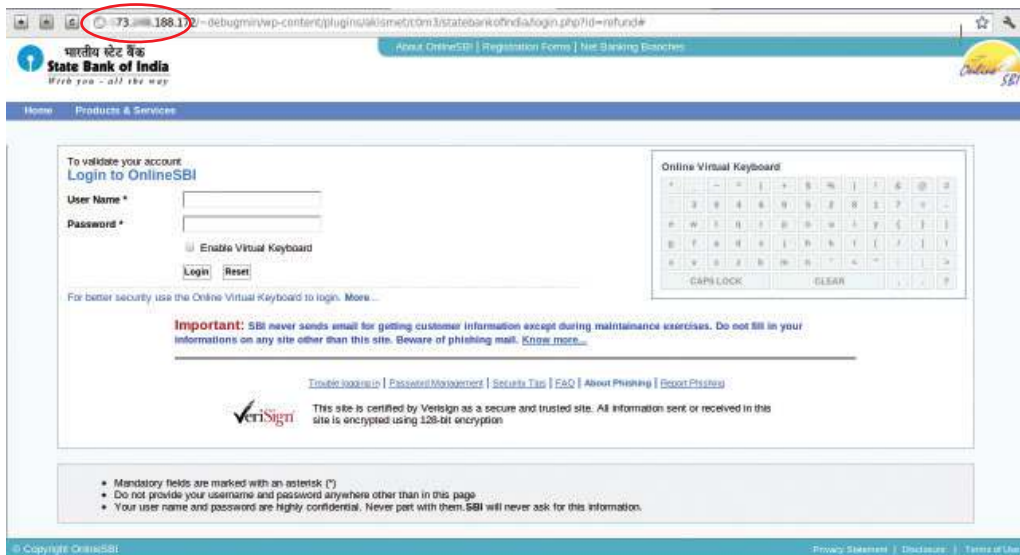 73. .188.172/~debugmin/wp-content/plugins/akismet/com3/statebankofindia/login.php?id=refund#
About OnlineSBI | Registration Forms | Net Banking Branches
भारतीय स्टेट बैंक
State Bank of India
With you - all the way
Online SBI
Home Products & Services
To validate your account
Login to OnlineSBI
User Name *
Password *
Enable Virtual Keyboard
Login Reset
Online Virtual Keyboard
CAPS LOCK CLEAR
For better security use the Online Virtual Keyboard to login. More...
Important: SBI never sends email for getting customer information except during maintainance exercises. Do not fill in your
informations on any site other than this site. Beware of phishing mail. Know more...
Trouble logging in | Password Management | Security Tips | FAQ | About Phishing | Report Phishing
VeriSign
This site is certified by Verisign as a secure and trusted site. All information sent or received in this
site is encrypted using 128-bit encryption
• Mandatory fields are marked with an asterisk (*)
• Do not provide your username and password anywhere other than in this page
• Your user name and password are highly confidential. Never part with them.SBI will never ask for this information.
© Copyright OnlineSBI
Privacy Statement | Disclosure | Terms of Use